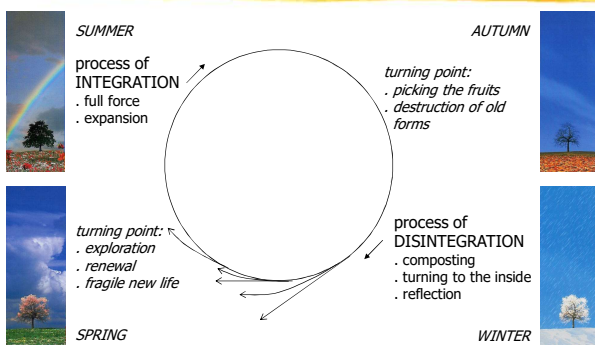 SUMMER
process of
INTEGRATION
. full force
. expansion
AUTUMN
turning point:
. picking the fruits
. destruction of old
forms
turning point:
. exploration
. renewal
. fragile new life
SPRING
process of
DISINTEGRATION
. composting
. turning to the inside
. reflection
WINTER